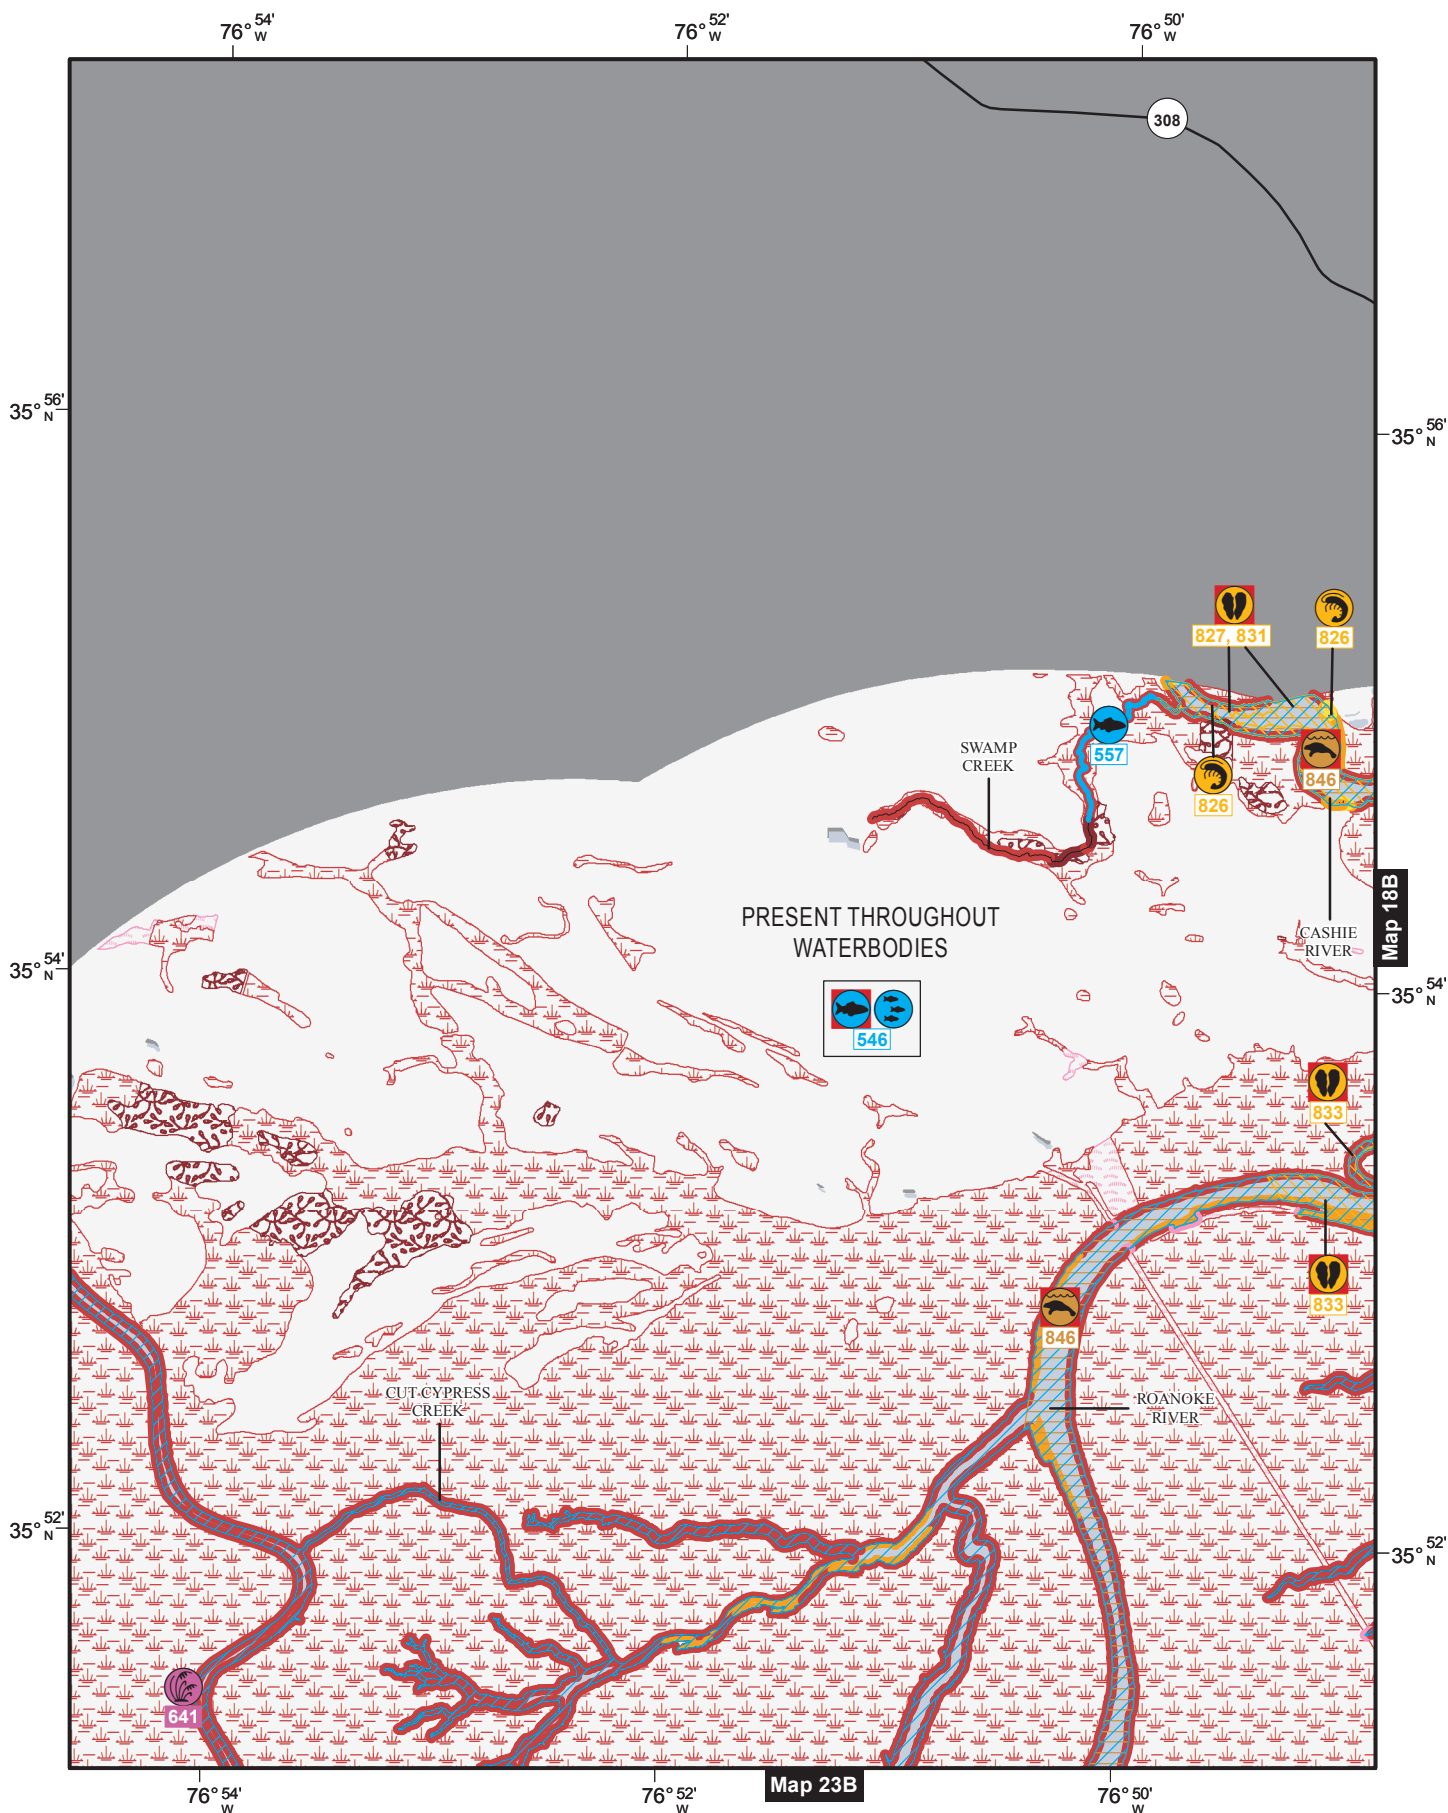 76° 54' W
76° 52' W
76° 50' W
308
35° 56' N
35° 56' N
827, 831
826
557
SWAMP
CREEK
846
826
Map 18B
PRESENT THROUGHOUT
WATERBODIES
CASHIE
RIVER
35° 54' N
35° 54' N
546
833
833
846
CUT CYPRESS
CREEK
ROANOKE
RIVER
35° 52' N
35° 52' N
641
76° 54' W
76° 52' W
Map 23B
76° 50' W